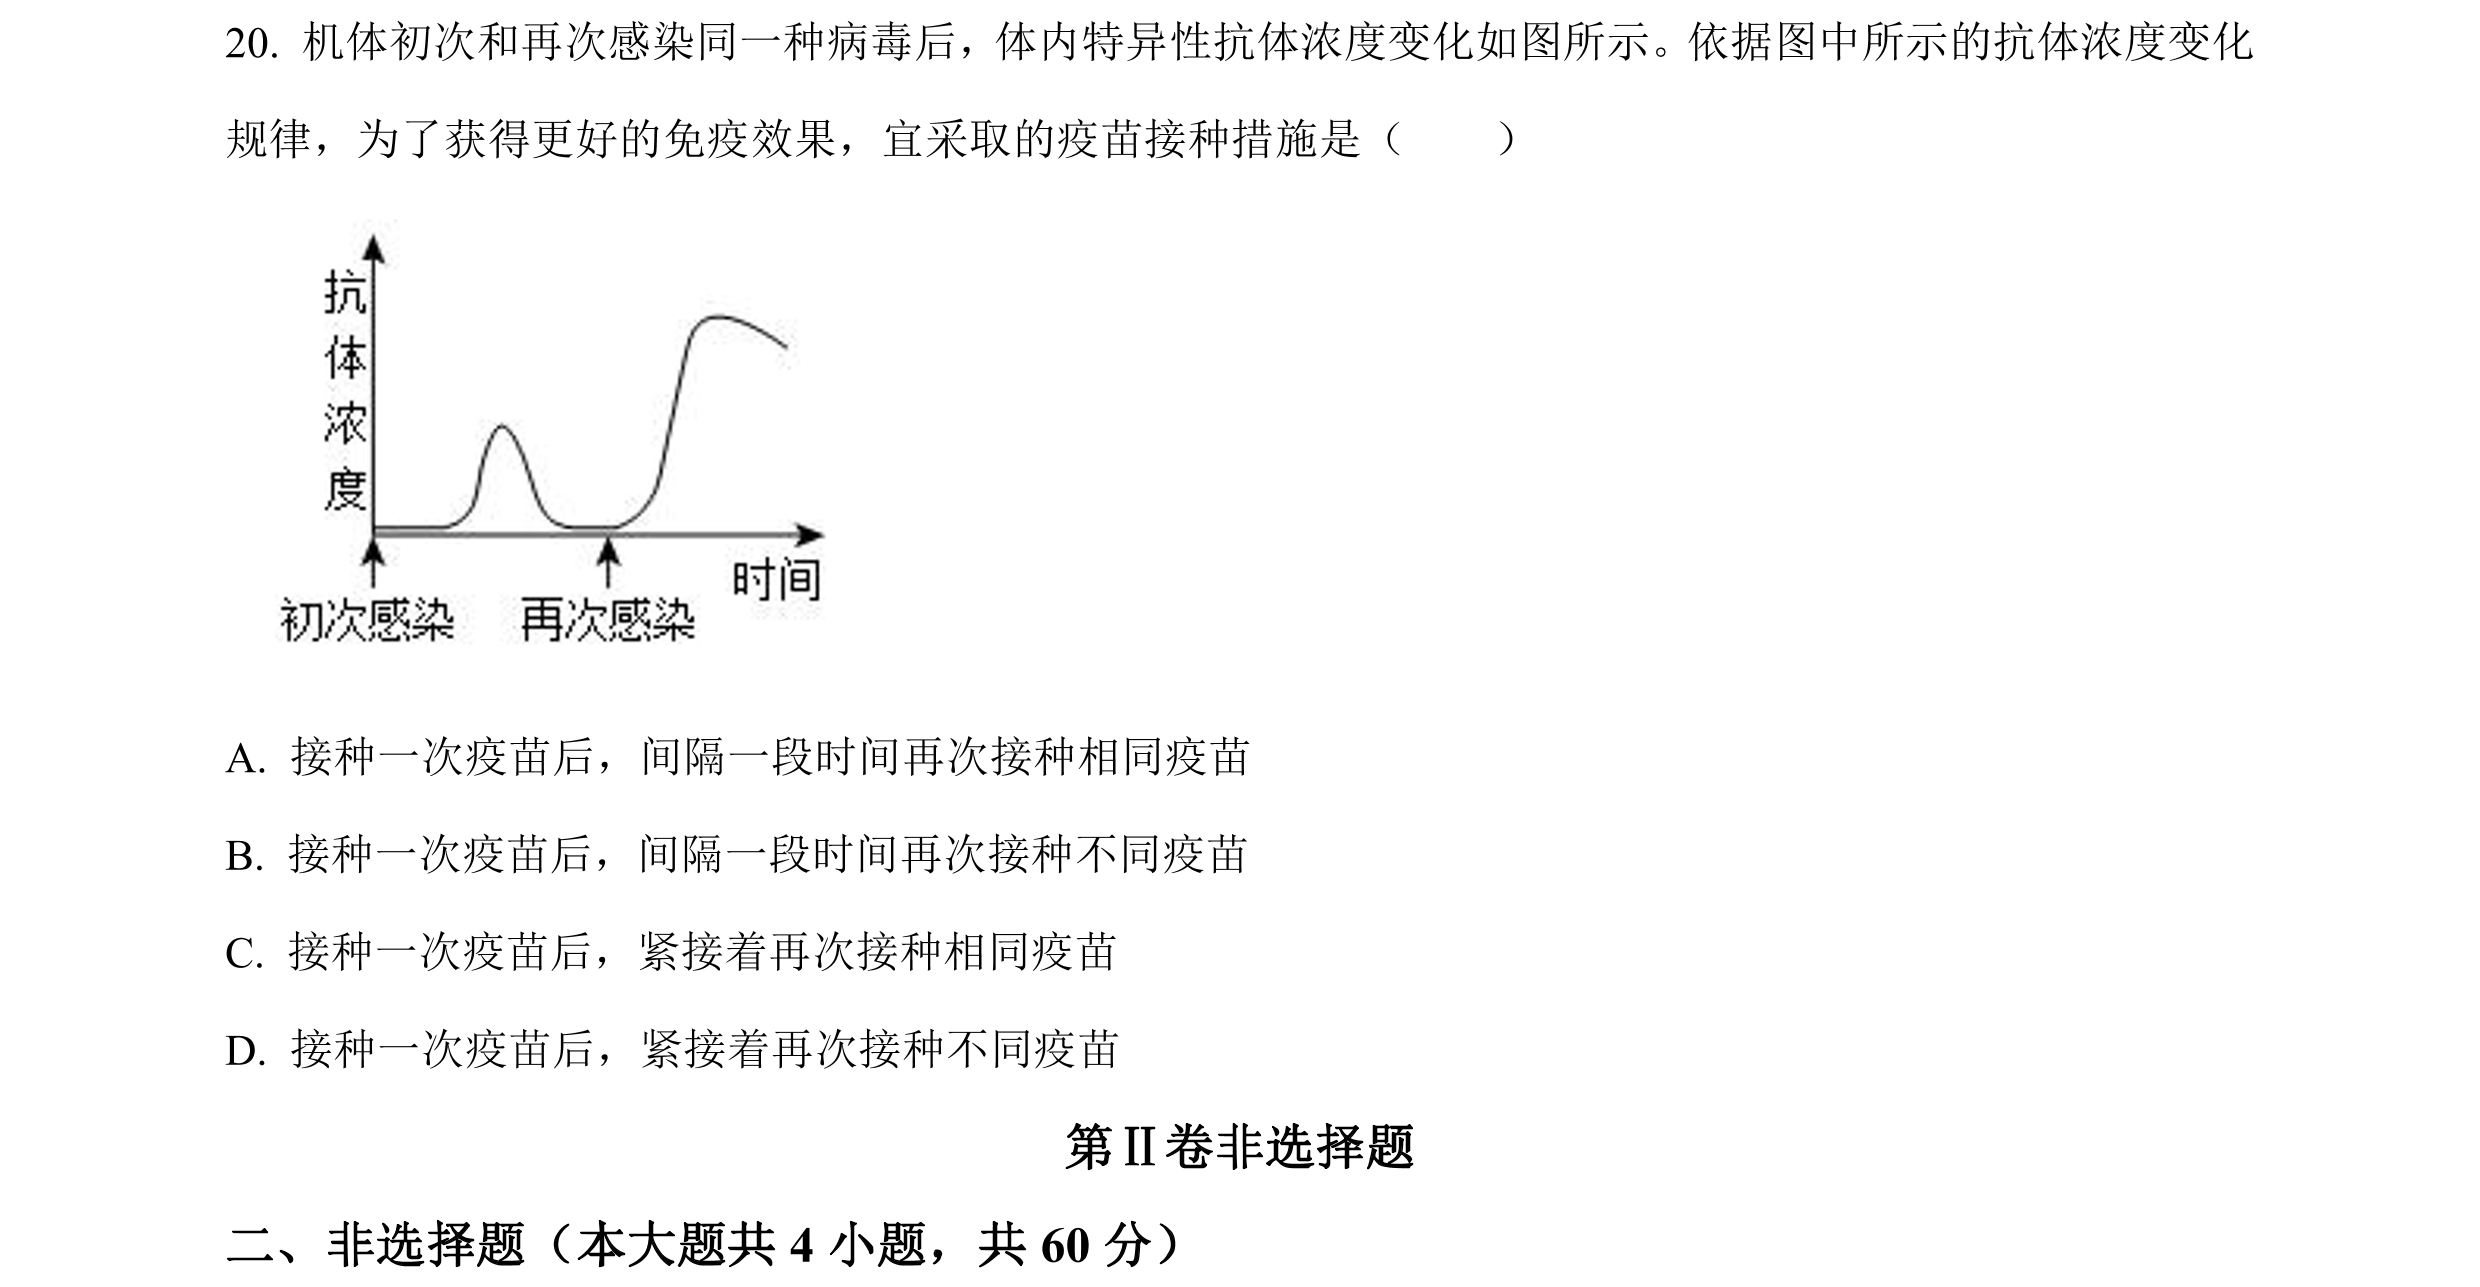 20. 机体初次和再次感染同一种病毒后，体内特异性抗体浓度变化如图所示。依据图中所示的抗体浓度变化
规律，为了获得更好的免疫效果，宜采取的疫苗接种措施是（　　）
抗
体
浓
度
时间
初次感染 再次感染
A. 接种一次疫苗后，间隔一段时间再次接种相同疫苗
B. 接种一次疫苗后，间隔一段时间再次接种不同疫苗
C. 接种一次疫苗后，紧接着再次接种相同疫苗
D. 接种一次疫苗后，紧接着再次接种不同疫苗
第Ⅱ卷非选择题
二、非选择题（本大题共 4 小题，共 60 分）